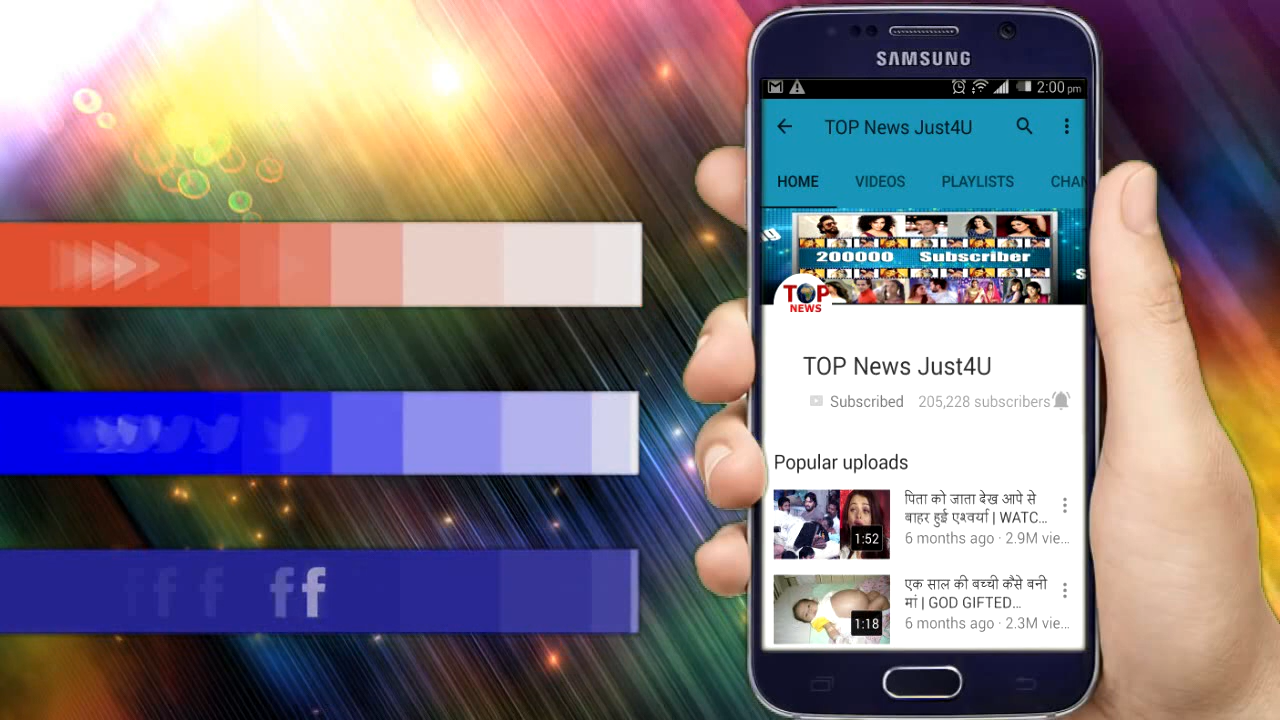 SAMSUNG
2:00 pm
TOP News Just4U
HOME VIDEOS PLAYLISTS CHAN
200000 Subscriber
TOP
NEWS
TOP News Just4U
Subscribed 205,228 subscribers
Popular uploads
पिता को जाता देख आपे से
बाहर हुई एश्वर्या | WATC...
6 months ago · 2.9M vie...
1:52
एक साल की बच्ची कैसे बनी
मां | GOD GIFTED...
6 months ago · 2.3M vie...
1:18
f f f f f